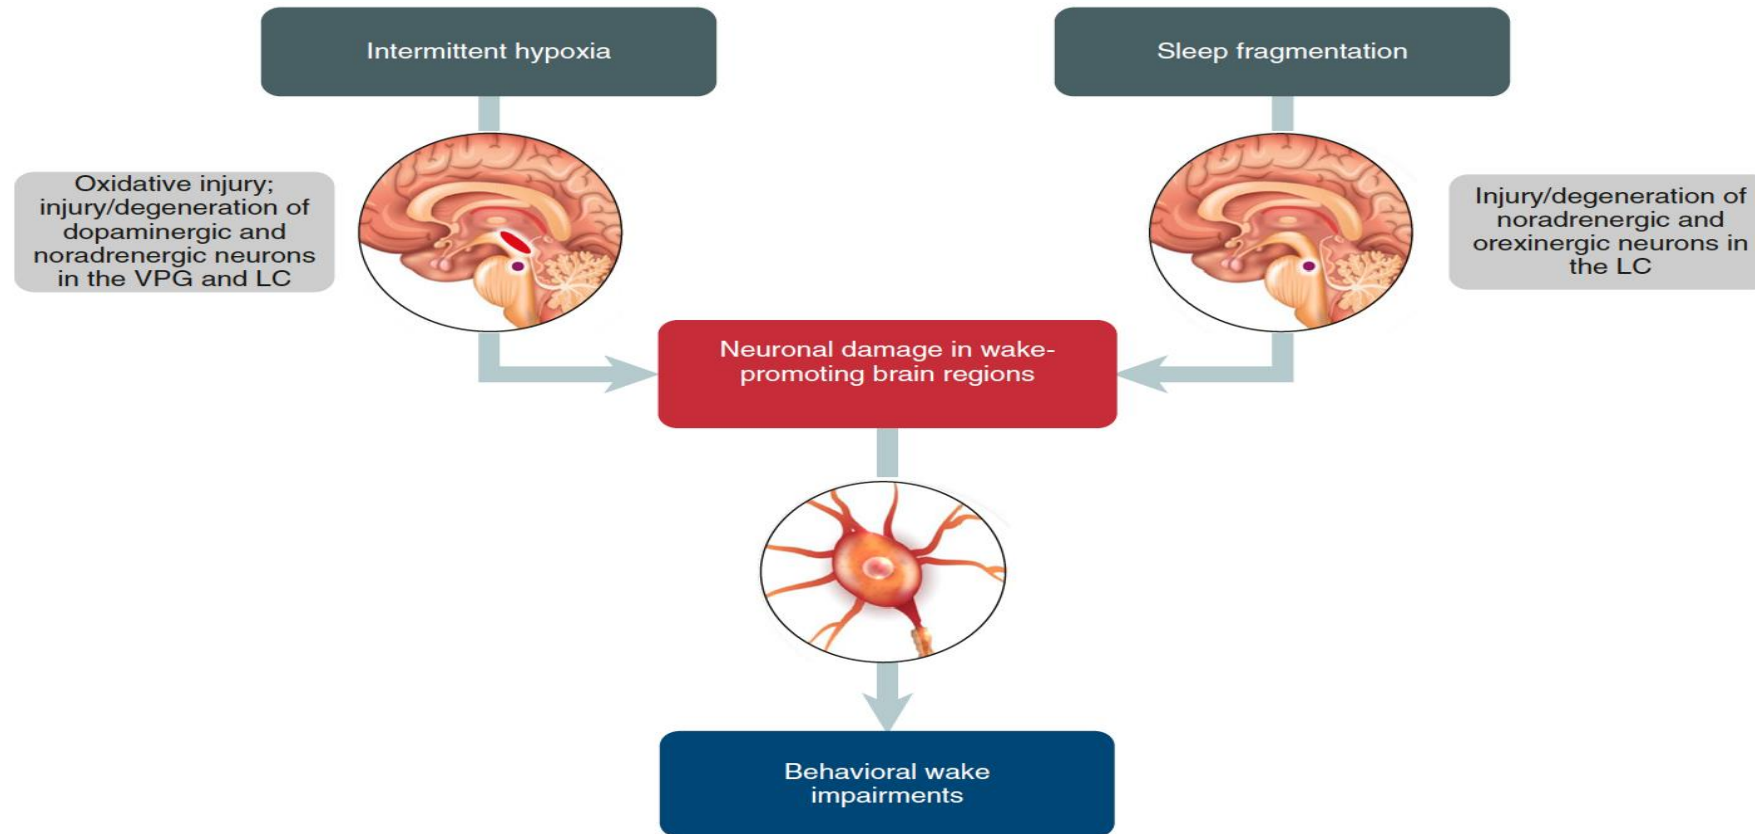 Intermittent hypoxia
Sleep fragmentation
Oxidative injury;
injury/degeneration of
dopaminergic and
noradrenergic neurons
in the VPG and LC
Injury/degeneration of
noradrenergic and
orexinergic neurons in
the LC
Neuronal damage in wake-
promoting brain regions
Behavioral wake
impairments